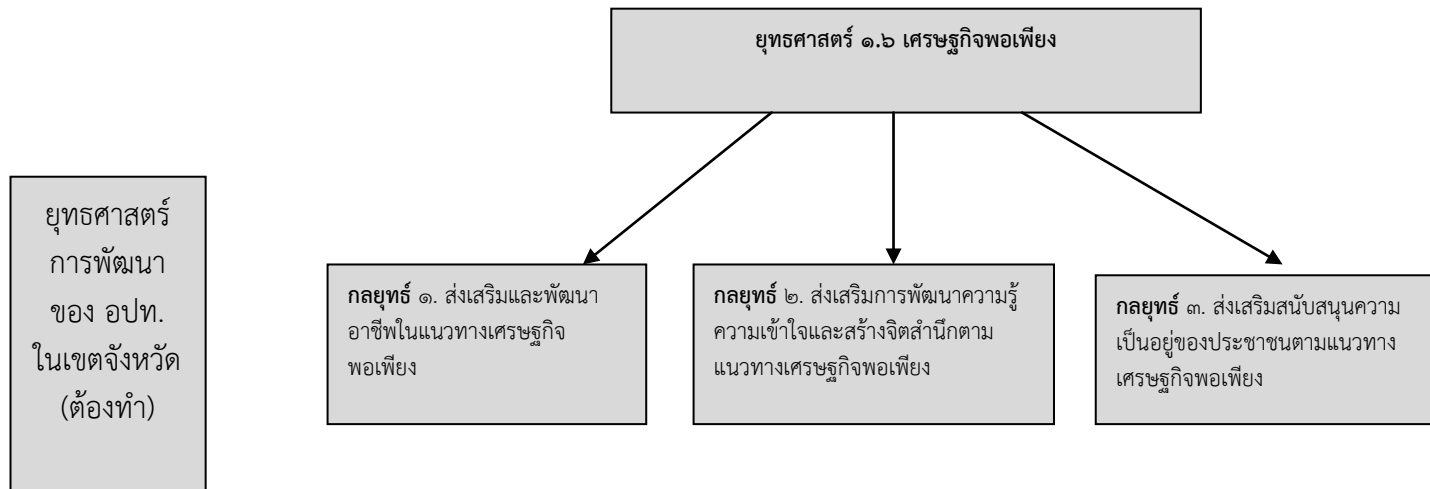 ยุทธศาสตร์ ๑.๖ เศรษฐกิจพอเพียง
ยุทธศาสตร์
การพัฒนา
ของ อปท.
ในเขตจังหวัด
(ต้องทำ)
กลยุทธ์ ๑. ส่งเสริมและพัฒนา
อาชีพในแนวทางเศรษฐกิจ
พอเพียง
กลยุทธ์ ๒. ส่งเสริมการพัฒนาความรู้
ความเข้าใจและสร้างจิตสำนึกตาม
แนวทางเศรษฐกิจพอเพียง
กลยุทธ์ ๓. ส่งเสริมสนับสนุนความ
เป็นอยู่ของประชาชนตามแนวทาง
เศรษฐกิจพอเพียง